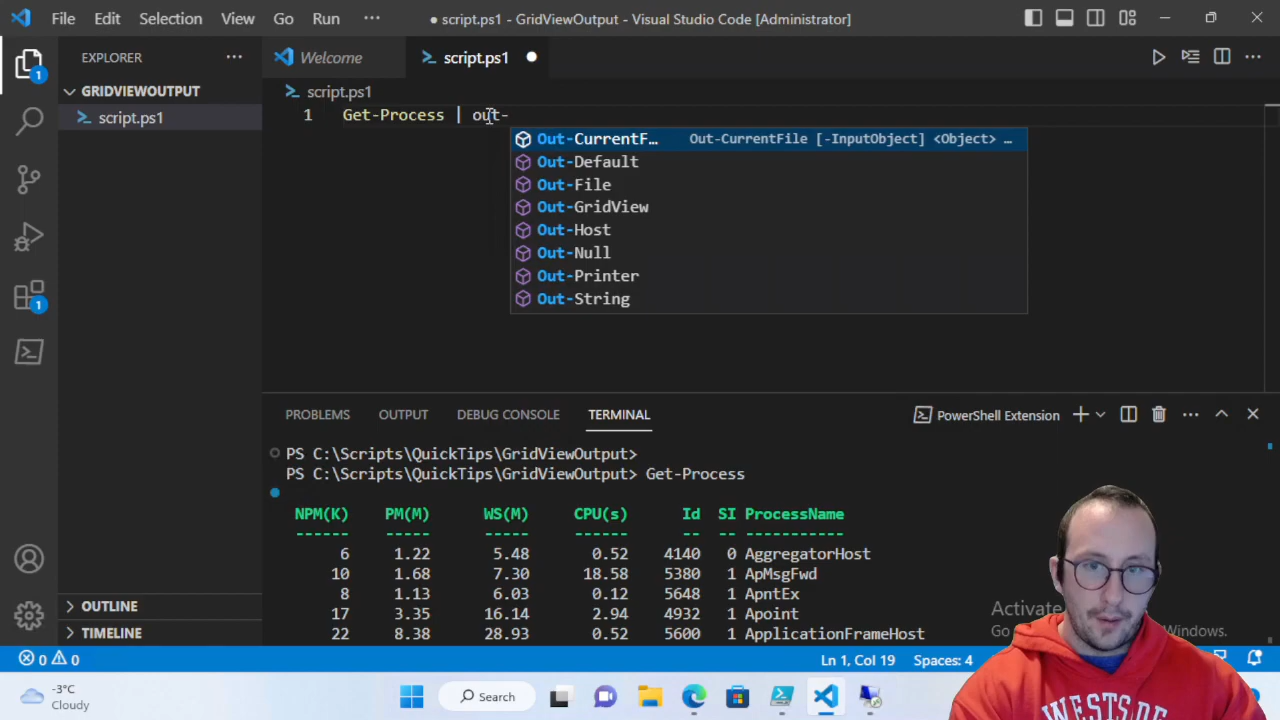 File Edit Selection View Go Run ··· ● script.ps1 - GridViewOutput - Visual Studio Code [Administrator]
EXPLORER ···
Welcome
script.ps1 ●
GRIDVIEWOUTPUT
script.ps1
script.ps1
1 Get-Process | out-
Out-CurrentF… Out-CurrentFile [-InputObject] <Object> …
Out-Default
Out-File
Out-GridView
Out-Host
Out-Null
Out-Printer
Out-String
1
1
PROBLEMS OUTPUT DEBUG CONSOLE TERMINAL PowerShell Extension
PS C:\Scripts\QuickTips\GridViewOutput>
PS C:\Scripts\QuickTips\GridViewOutput> Get-Process
NPM(K) PM(M) WS(M) CPU(s) Id SI ProcessName
------ ----- ----- ------ -- -- -----------
6 1.22 5.48 0.52 4140 0 AggregatorHost
10 1.68 7.30 18.58 5380 1 ApMsgFwd
8 1.13 6.03 0.12 5648 1 ApntEx
17 3.35 16.14 2.94 4932 1 Apoint
22 8.38 28.93 0.52 5600 1 ApplicationFrameHost
OUTLINE
TIMELINE
Activate
Go Windows.
0 0 Ln 1, Col 19 Spaces: 4
-3°C
Cloudy
Search
WESTSDE